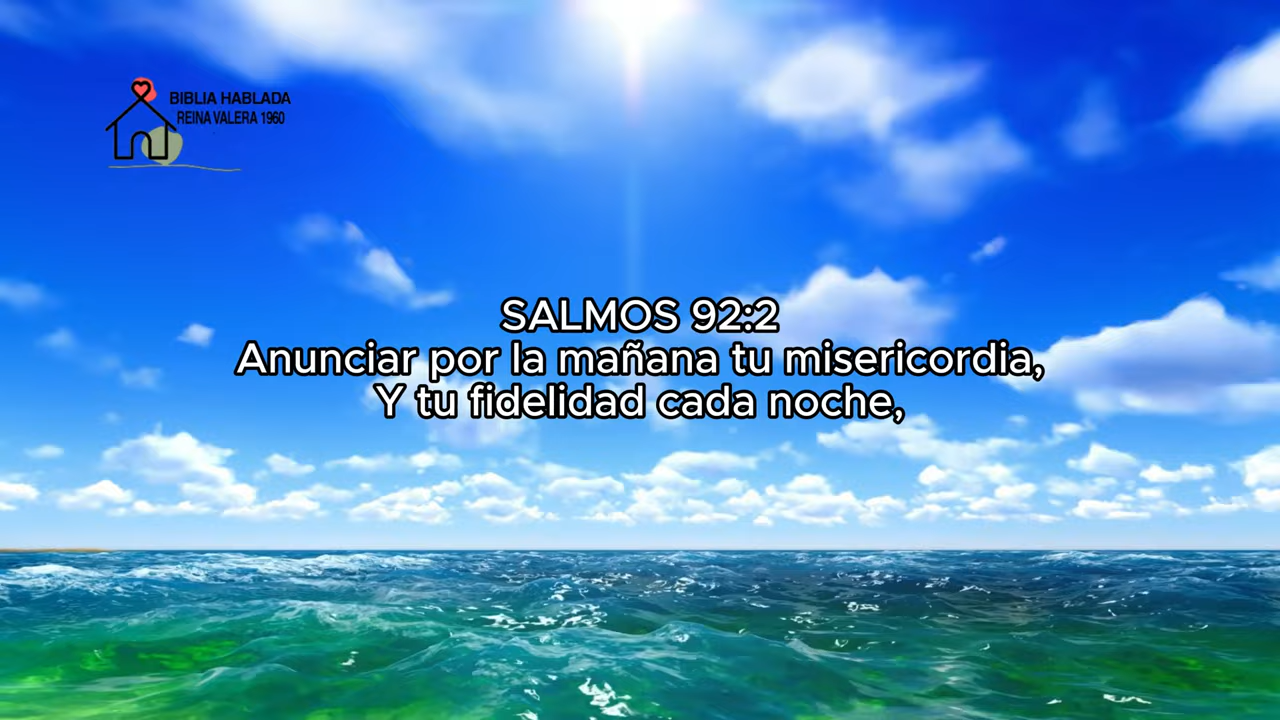 BIBLIA HABLADA
REINA VALERA 1960
SALMOS 92:2
Anunciar por la mañana tu misericordia,
Y tu fidelidad cada noche,